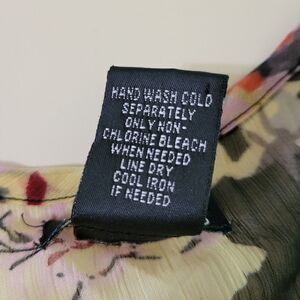 HAND WASH COLD
SEPARATELY
ONLY NON-
CHLORINE BLEACH
WHEN NEEDED
LINE DRY
COOL IRON
IF NEEDED